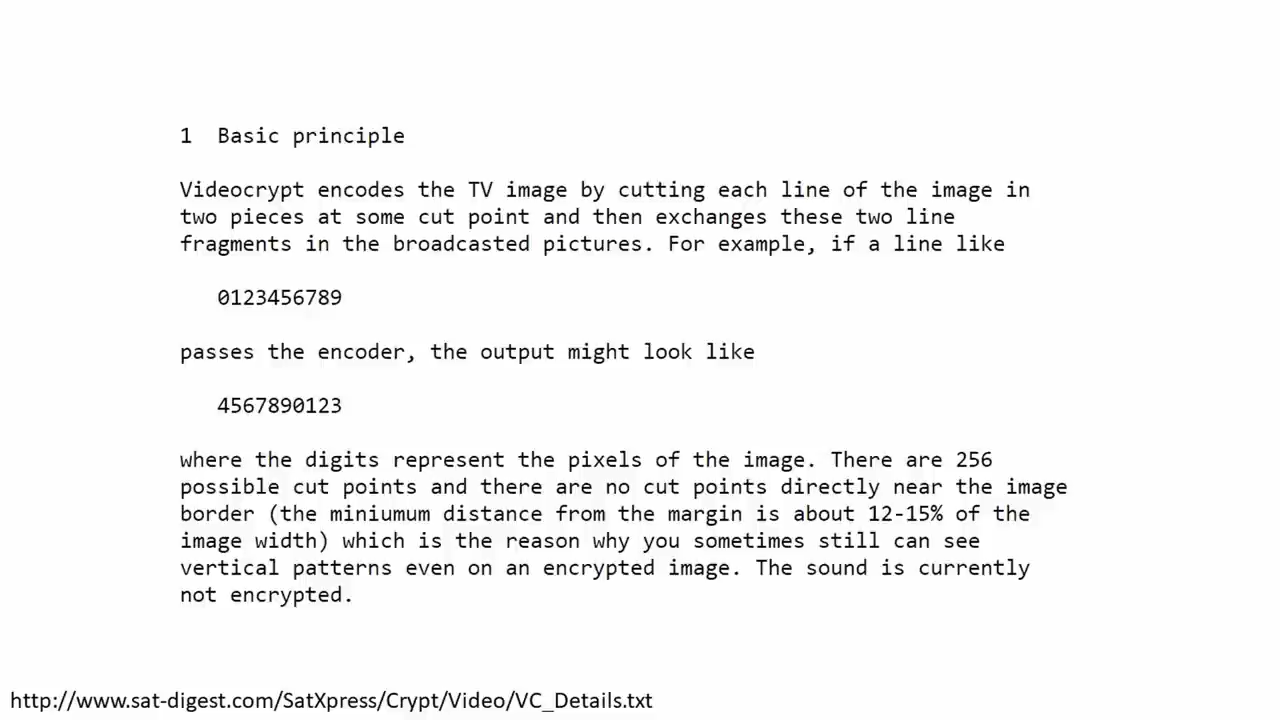 1  Basic principle
Videocrypt encodes the TV image by cutting each line of the image in
two pieces at some cut point and then exchanges these two line
fragments in the broadcasted pictures. For example, if a line like
0123456789
passes the encoder, the output might look like
4567890123
where the digits represent the pixels of the image. There are 256
possible cut points and there are no cut points directly near the image
border (the miniumum distance from the margin is about 12-15% of the
image width) which is the reason why you sometimes still can see
vertical patterns even on an encrypted image. The sound is currently
not encrypted.
http://www.sat-digest.com/SatXpress/Crypt/Video/VC_Details.txt